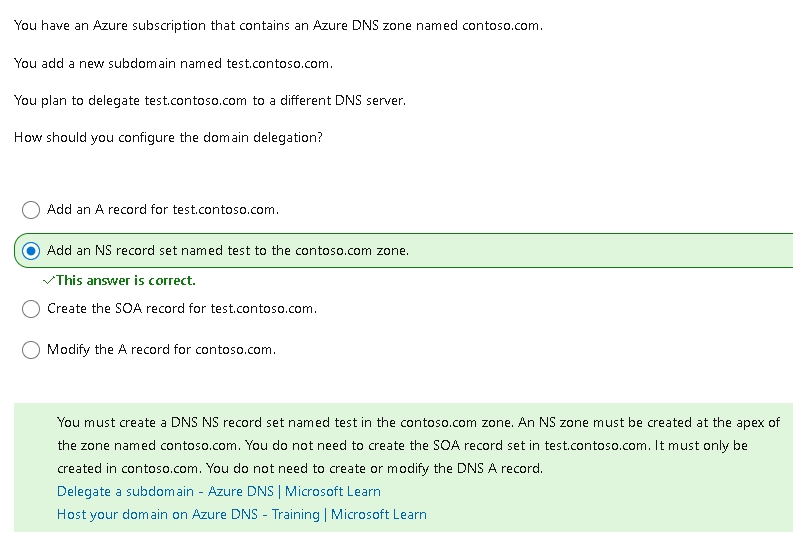 You have an Azure subscription that contains an Azure DNS zone named contoso.com.
You add a new subdomain named test.contoso.com.
You plan to delegate test.contoso.com to a different DNS server.
How should you configure the domain delegation?
Add an A record for test.contoso.com.
Add an NS record set named test to the contoso.com zone.
✓This answer is correct.
Create the SOA record for test.contoso.com.
Modify the A record for contoso.com.
You must create a DNS NS record set named test in the contoso.com zone. An NS zone must be created at the apex of
the zone named contoso.com. You do not need to create the SOA record set in test.contoso.com. It must only be
created in contoso.com. You do not need to create or modify the DNS A record.
Delegate a subdomain - Azure DNS | Microsoft Learn
Host your domain on Azure DNS - Training | Microsoft Learn